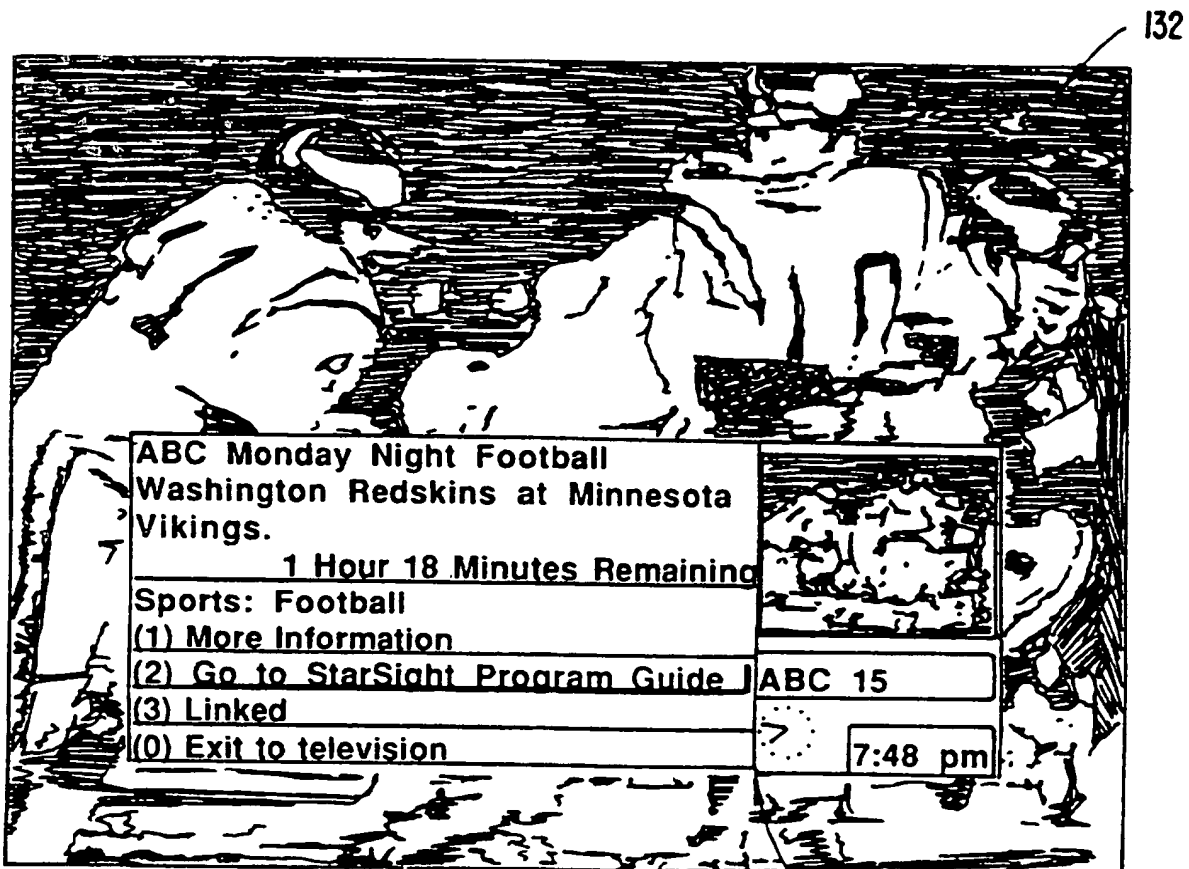 132
ABC Monday Night Football
Washington Redskins at Minnesota
Vikings.
1 Hour 18 Minutes Remaining
Sports: Football
(1) More Information
(2) Go to StarSight Program Guide
ABC 15
(3) Linked
(0) Exit to television
7:48 pm